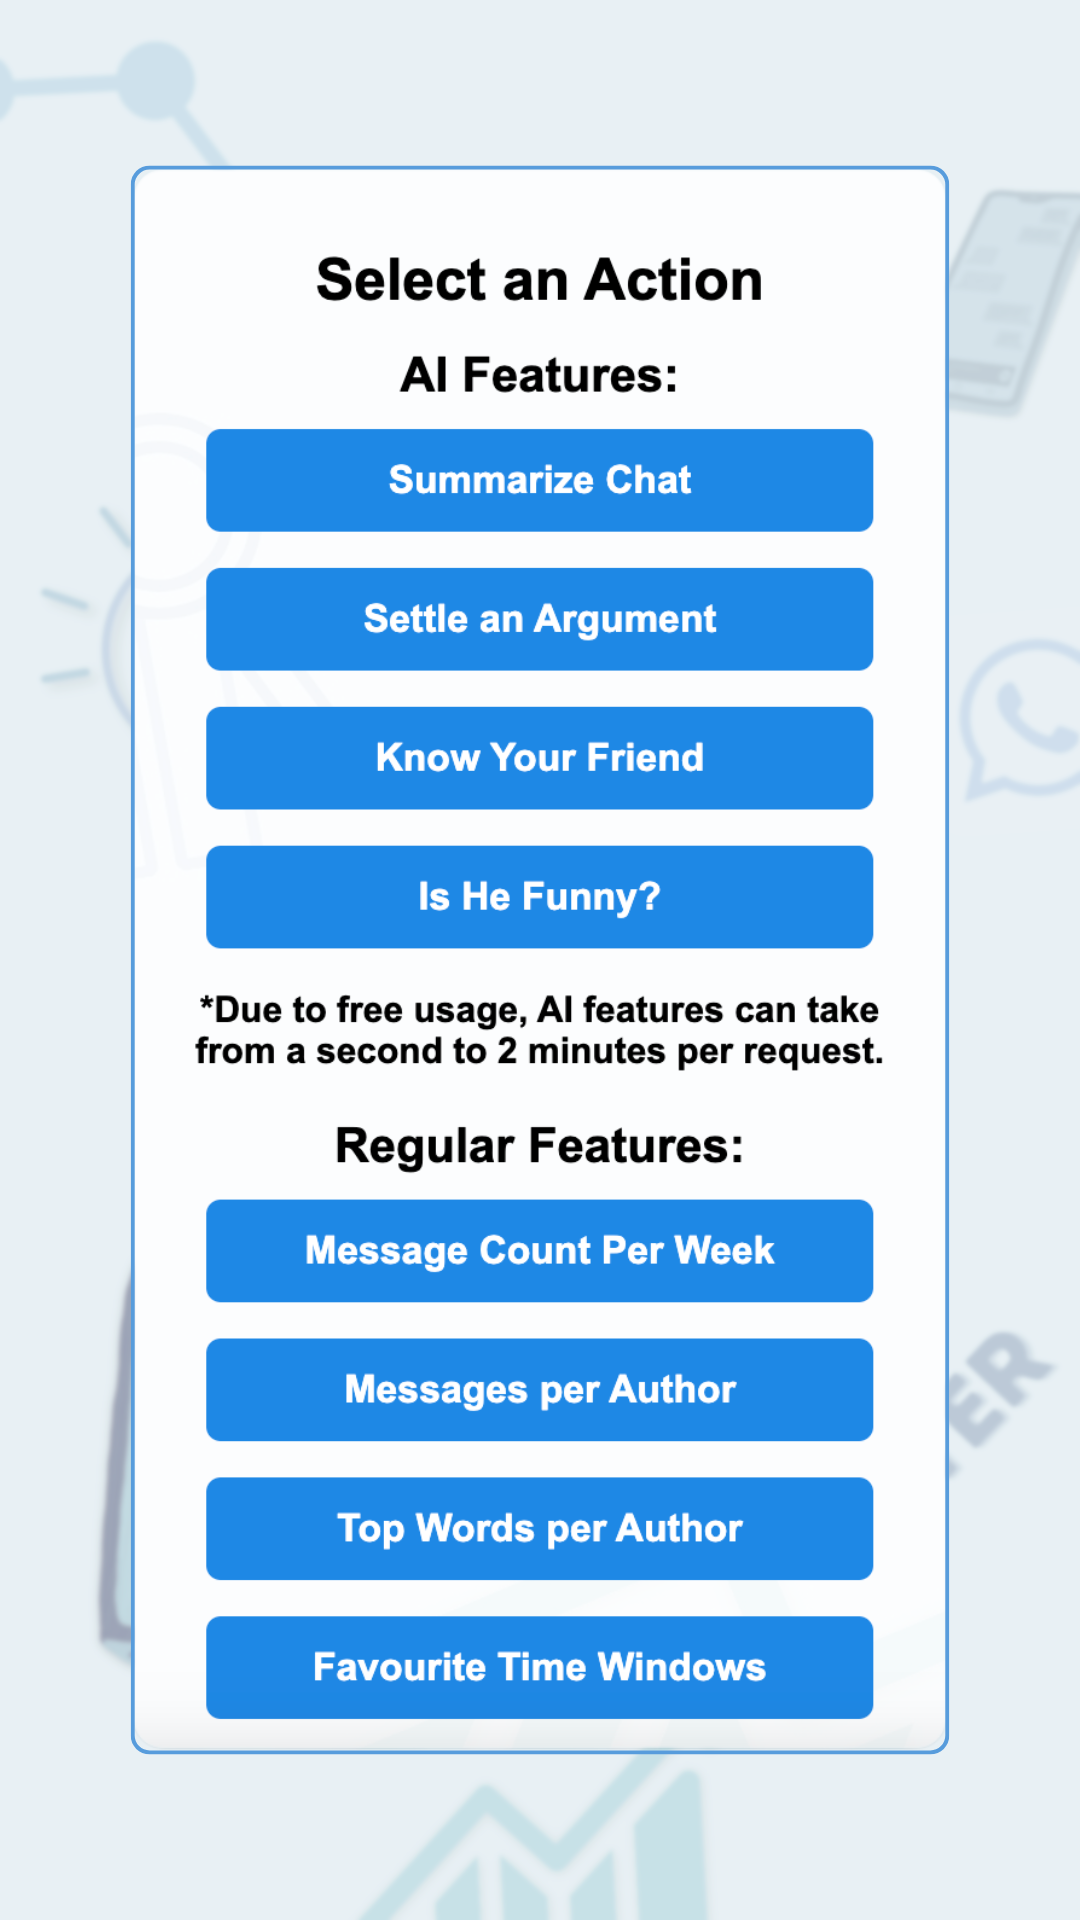 Select an Action
AI Features:
Summarize Chat
Settle an Argument
Know Your Friend
Is He Funny?
*Due to free usage, AI features can take
from a second to 2 minutes per request.
Regular Features:
Message Count Per Week
Messages per Author
Top Words per Author
Favourite Time Windows
ER